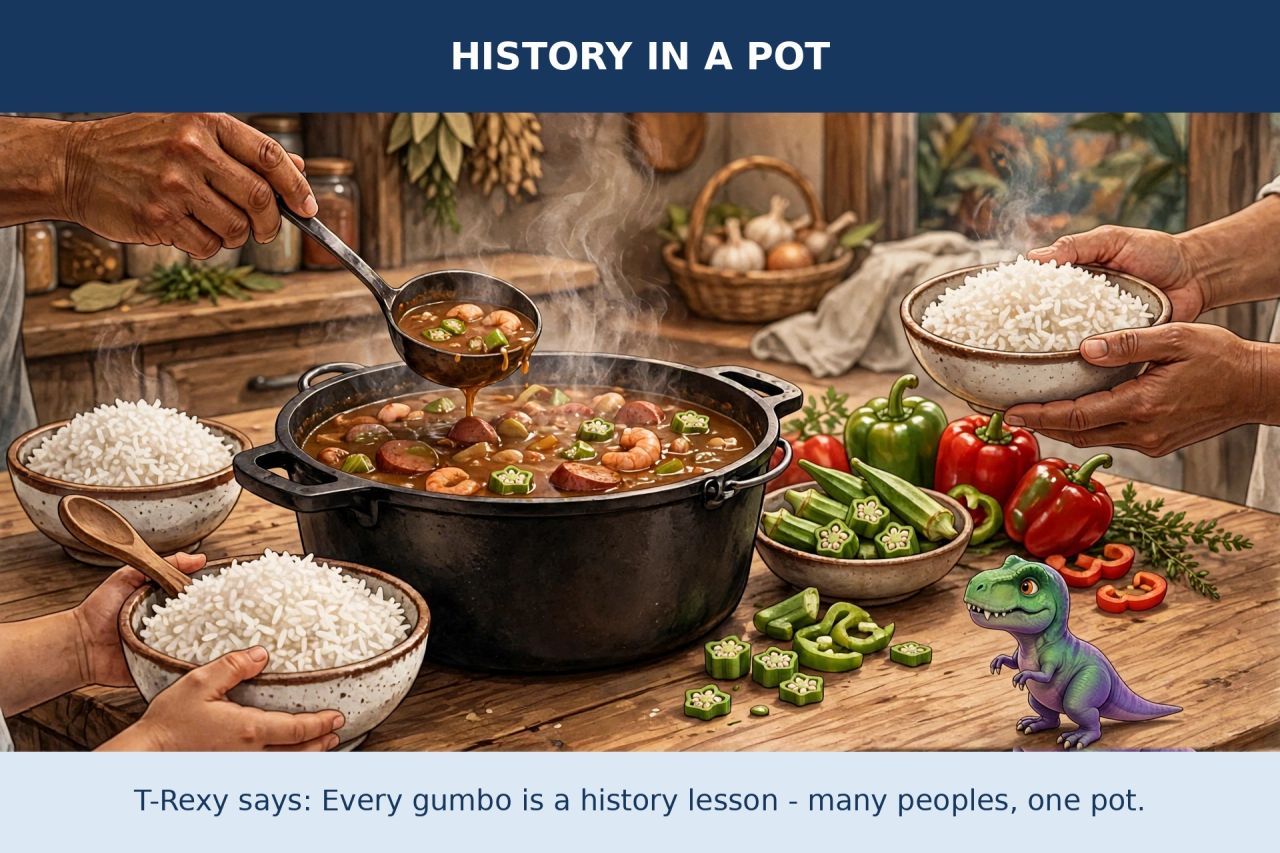 HISTORY IN A POT
T-Rexy says: Every gumbo is a history lesson - many peoples, one pot.